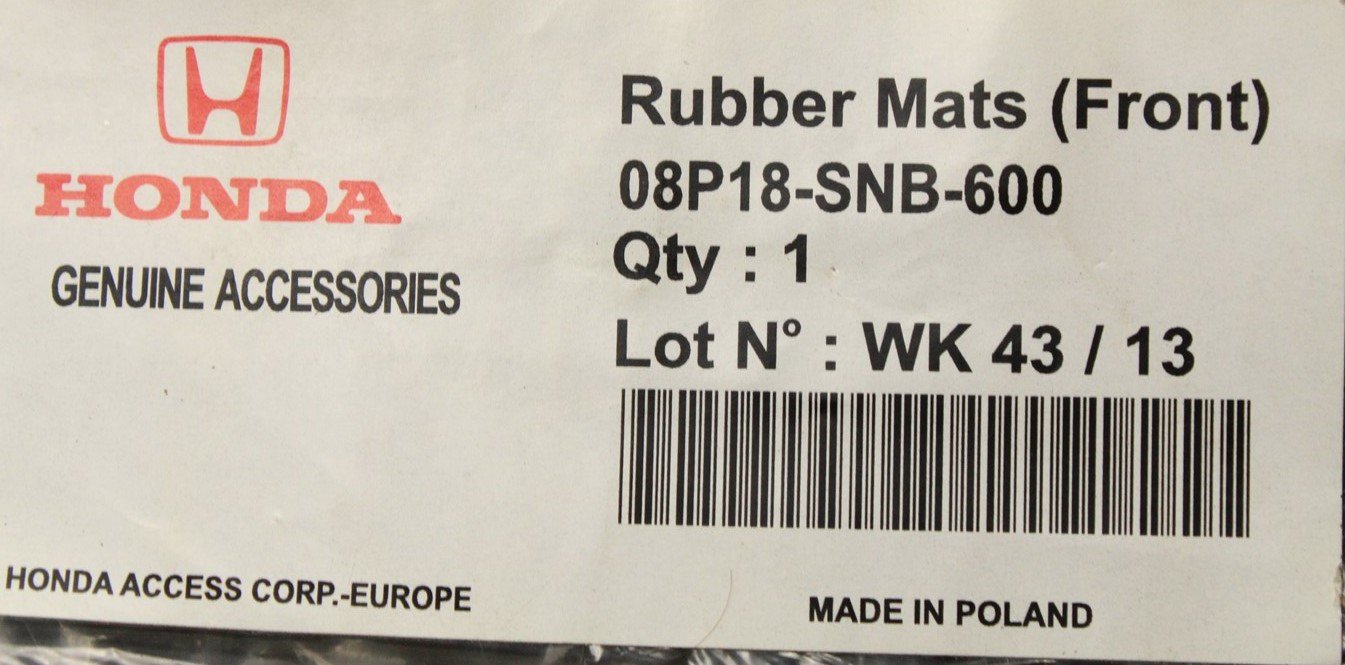 HONDA
GENUINE ACCESSORIES
Rubber Mats (Front)
08P18-SNB-600
Qty : 1
Lot N° : WK 43 / 13
HONDA ACCESS CORP.-EUROPE
MADE IN POLAND